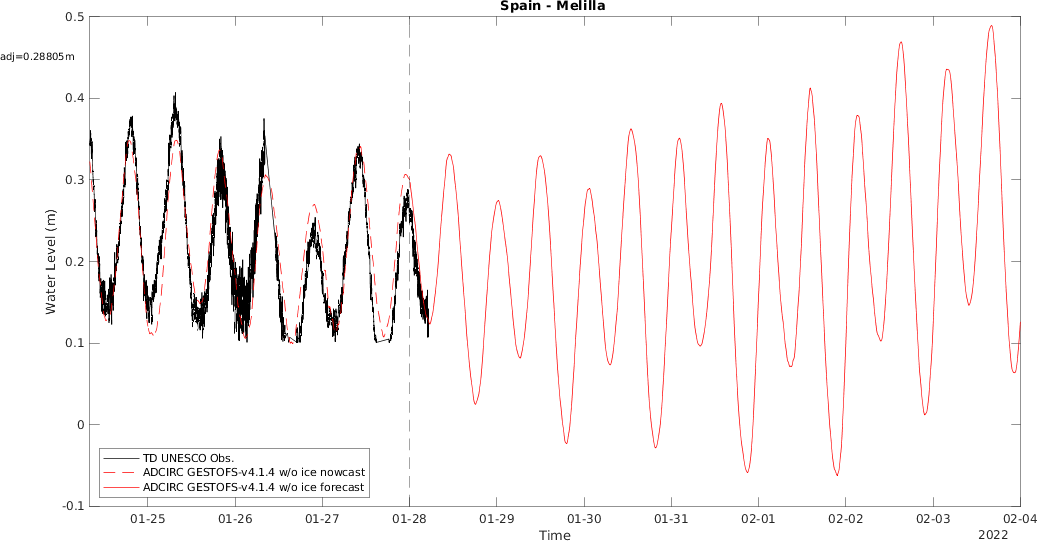 Spain - Melilla
adj=0.28805m
0.5
0.4
0.3
0.2
0.1
0
-0.1
Water Level (m)
TD UNESCO Obs.
ADCIRC GESTOFS-v4.1.4 w/o ice nowcast
ADCIRC GESTOFS-v4.1.4 w/o ice forecast
01-25 01-26 01-27 01-28 01-29 01-30 01-31 02-01 02-02 02-03 02-04
Time
2022